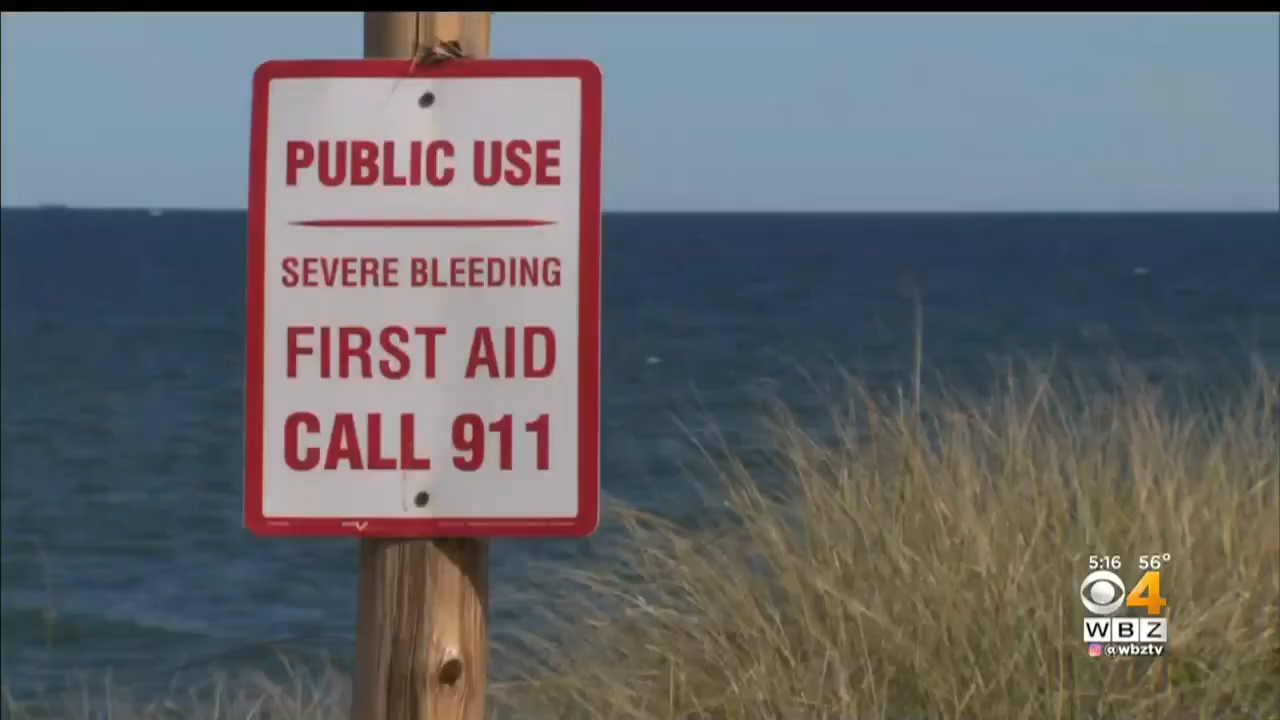 PUBLIC USE
SEVERE BLEEDING
FIRST AID
CALL 911
5:16 56°
4
WBZ
@wbztv